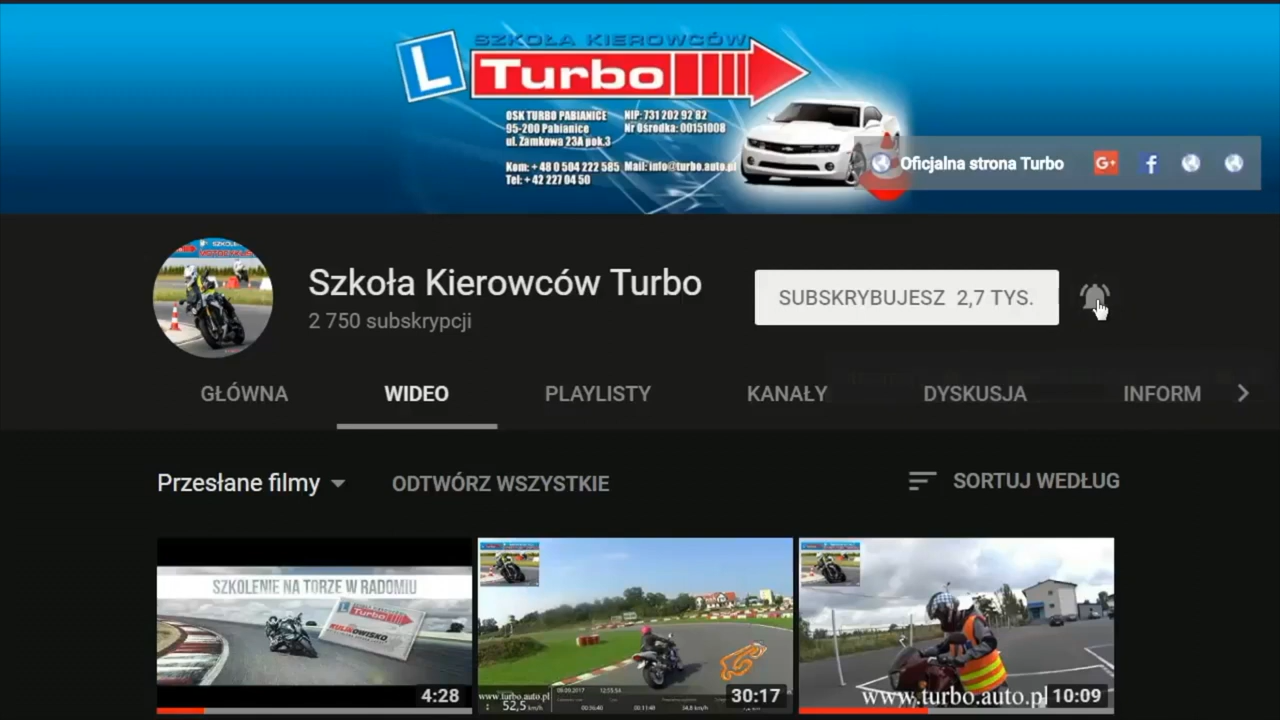 SZKOŁA KIEROWCÓW
L
Turbo
OSK TURBO PABIANICE
95-200 Pabianice
ul. Zamkowa 23A pok.3
NIP: 731 202 92 82
Nr Ośrodka: 00151008
Kom: + 48 0 504 222 585 Mail: info@turbo.auto.pl
Tel: + 42 227 04 50
Oficjalna strona Turbo
G+ f
Szkoła Kierowców Turbo
2 750 subskrypcji
SUBSKRYBUJESZ 2,7 TYS.
GŁÓWNA WIDEO PLAYLISTY KANAŁY DYSKUSJA INFORM
Przesłane filmy ODTWÓRZ WSZYSTKIE SORTUJ WEDŁUG
SZKOLENIE NA TORZE W RADOMIU
Turbo
4:28
www.turbo.auto.pl
52,5 km/h
30:17
www.turbo.auto.pl
10:09